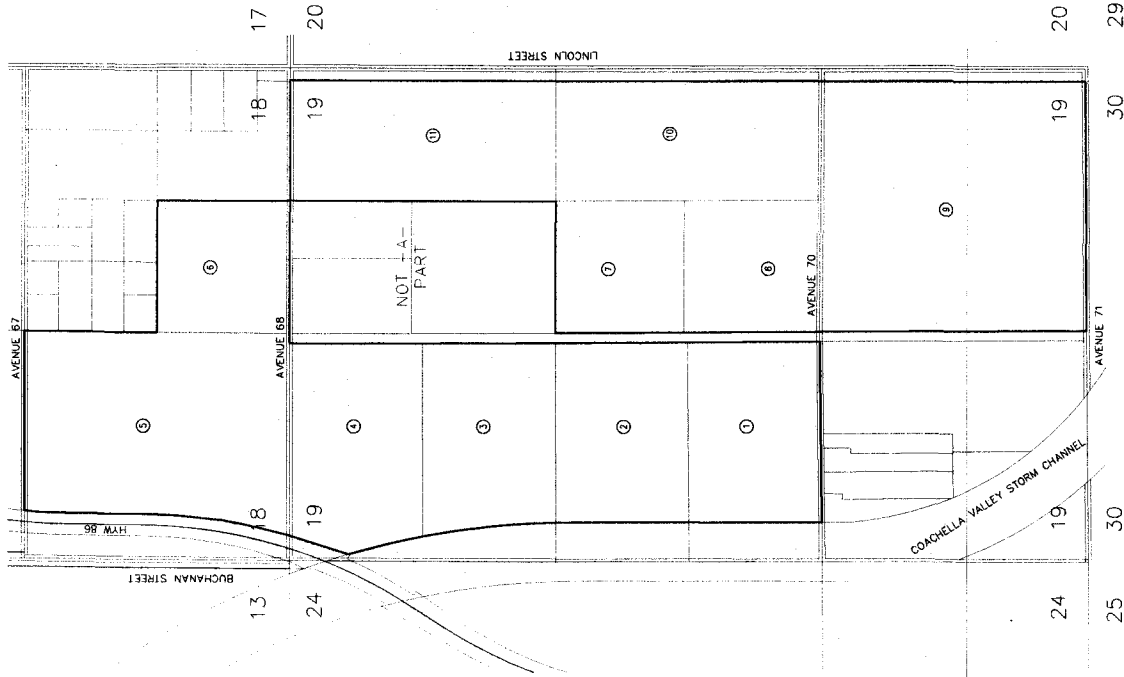 17
20
20
29
LINCOLN STREET
18
19
19
30
11
10
9
NOT -A-
PART
6
7
8
AVENUE 67
AVENUE 68
AVENUE 70
AVENUE 71
5
4
3
2
1
HYW 86
18
19
19
30
COACHELLA VALLEY STORM CHANNEL
BUCHANAN STREET
13
24
24
25